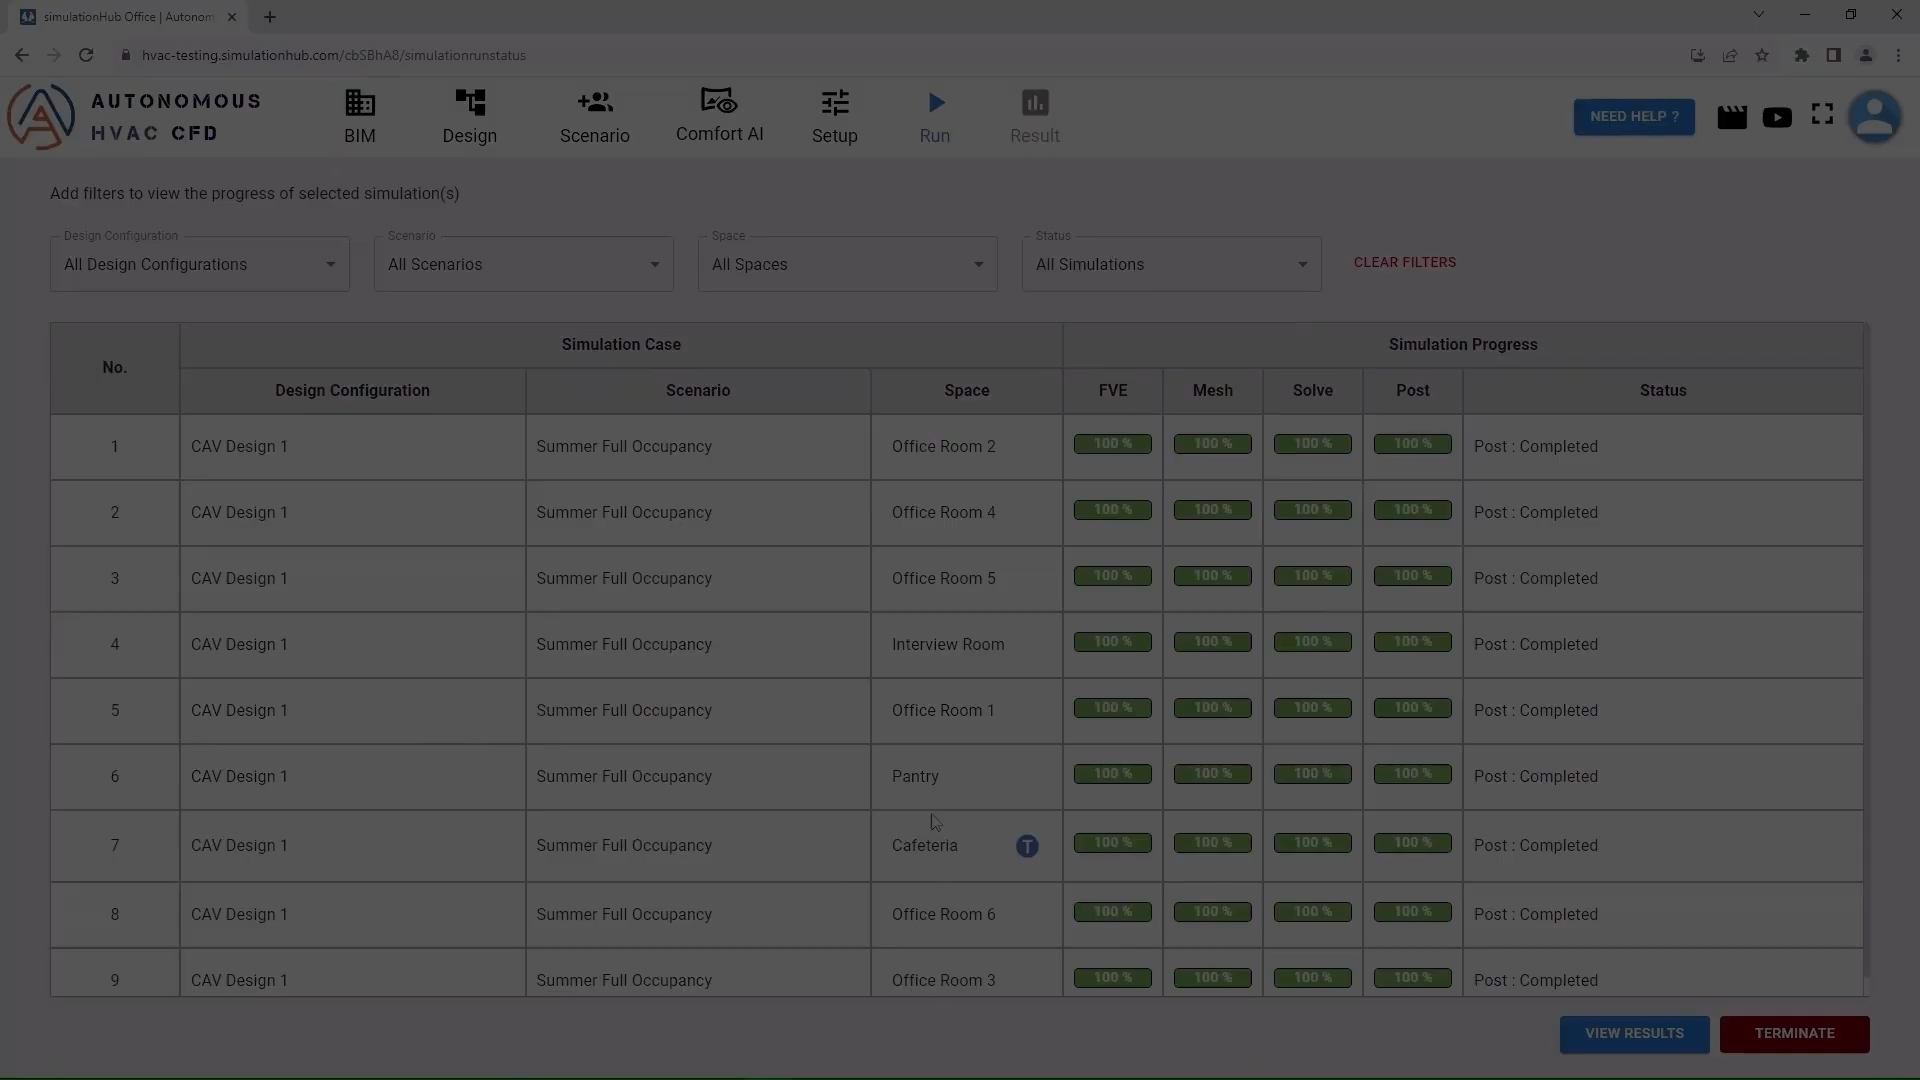 simulationHub Office | Autonom
hvac-testing.simulationhub.com/cbSBhA8/simulationrunstatus
AUTONOMOUS
HVAC CFD
BIM
Design
Scenario
Comfort AI
Setup
Run
Result
NEED HELP ?
Add filters to view the progress of selected simulation(s)
Design Configuration
Scenario
Space
Status
All Design Configurations
All Scenarios
All Spaces
All Simulations
CLEAR FILTERS
No. Simulation Case Simulation Progress
Design Configuration Scenario Space FVE Mesh Solve Post Status
1 CAV Design 1 Summer Full Occupancy Office Room 2 100 % 100 % 100 % 100 % Post : Completed
2 CAV Design 1 Summer Full Occupancy Office Room 4 100 % 100 % 100 % 100 % Post : Completed
3 CAV Design 1 Summer Full Occupancy Office Room 5 100 % 100 % 100 % 100 % Post : Completed
4 CAV Design 1 Summer Full Occupancy Interview Room 100 % 100 % 100 % 100 % Post : Completed
5 CAV Design 1 Summer Full Occupancy Office Room 1 100 % 100 % 100 % 100 % Post : Completed
6 CAV Design 1 Summer Full Occupancy Pantry 100 % 100 % 100 % 100 % Post : Completed
7 CAV Design 1 Summer Full Occupancy Cafeteria T 100 % 100 % 100 % 100 % Post : Completed
8 CAV Design 1 Summer Full Occupancy Office Room 6 100 % 100 % 100 % 100 % Post : Completed
9 CAV Design 1 Summer Full Occupancy Office Room 3 100 % 100 % 100 % 100 % Post : Completed
VIEW RESULTS
TERMINATE